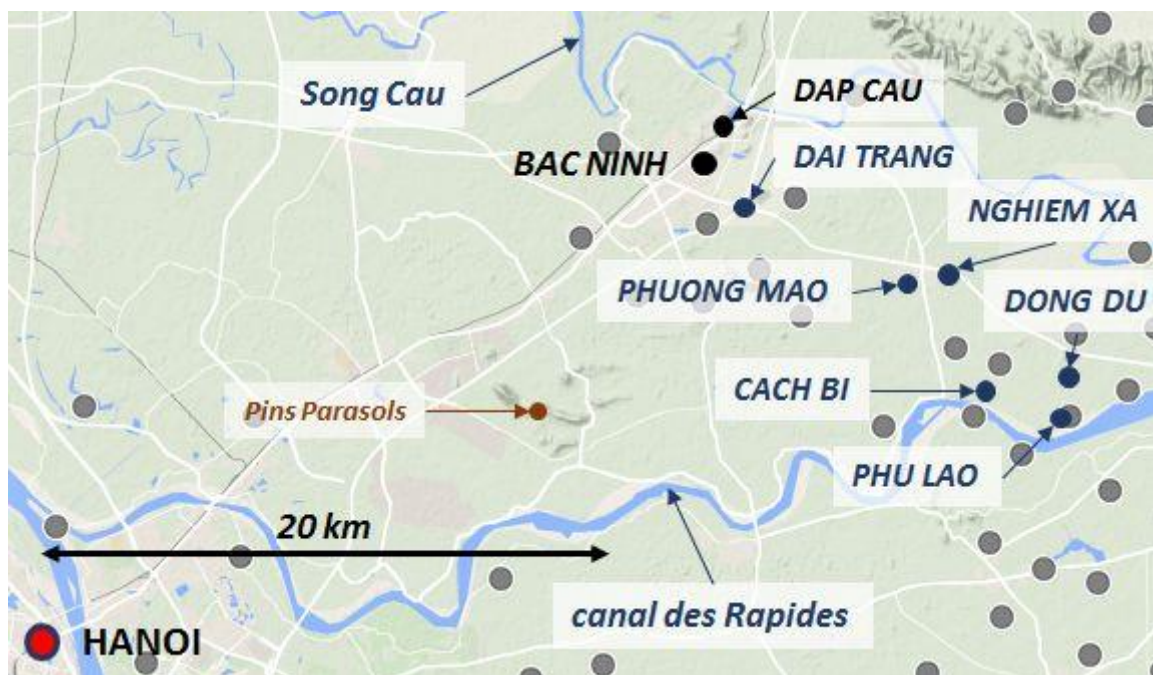 Song Cau
DAP CAU
BAC NINH
DAI TRANG
NGHIEM XA
PHUONG MAO
DONG DU
CACH BI
Pins Parasols
PHU LAO
20 km
canal des Rapides
HANOI